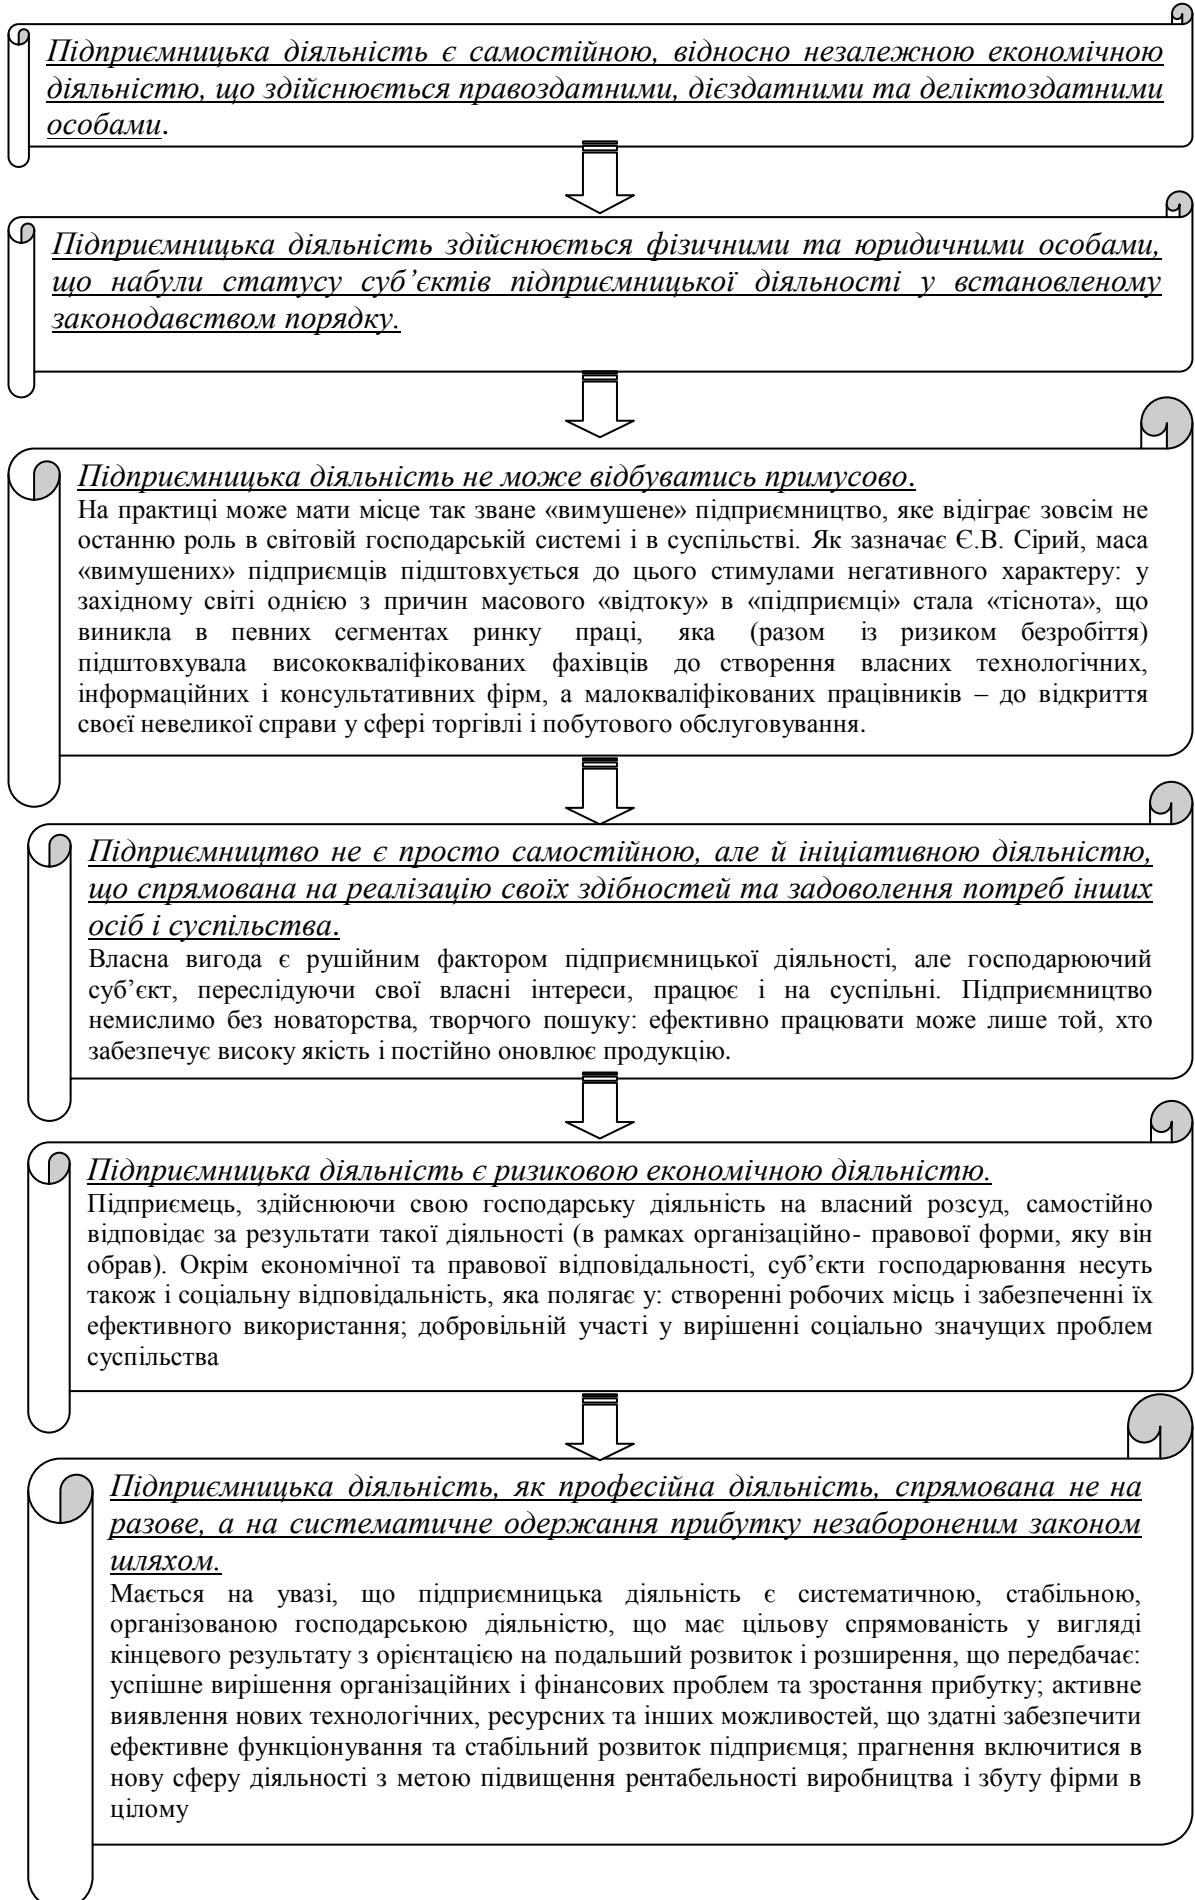 Підприємницька діяльність є самостійною, відносно незалежною економічною
діяльністю, що здійснюється правоздатними, дієздатними та деліктоздатними
особами.
Підприємницька діяльність здійснюється фізичними та юридичними особами,
що набули статусу суб’єктів підприємницької діяльності у встановленому
законодавством порядку.
Підприємницька діяльність не може відбуватись примусово.
На практиці може мати місце так зване «вимушене» підприємництво, яке відіграє зовсім не
останню роль в світовій господарській системі і в суспільстві. Як зазначає Є.В. Сірий, маса
«вимушених» підприємців підштовхується до цього стимулами негативного характеру: у
західному світі однією з причин масового «відтоку» в «підприємці» стала «тіснота», що
виникла в певних сегментах ринку праці, яка (разом із ризиком безробіття)
підштовхувала висококваліфікованих фахівців до створення власних технологічних,
інформаційних і консультативних фірм, а малокваліфікованих працівників – до відкриття
своєї невеликої справи у сфері торгівлі і побутового обслуговування.
Підприємництво не є просто самостійною, але й ініціативною діяльністю,
що спрямована на реалізацію своїх здібностей та задоволення потреб інших
осіб і суспільства.
Власна вигода є рушійним фактором підприємницької діяльності, але господарюючий
суб’єкт, переслідуючи свої власні інтереси, працює і на суспільні. Підприємництво
немислимо без новаторства, творчого пошуку: ефективно працювати може лише той, хто
забезпечує високу якість і постійно оновлює продукцію.
Підприємницька діяльність є ризиковою економічною діяльністю.
Підприємець, здійснюючи свою господарську діяльність на власний розсуд, самостійно
відповідає за результати такої діяльності (в рамках організаційно- правової форми, яку він
обрав). Окрім економічної та правової відповідальності, суб’єкти господарювання несуть
також і соціальну відповідальність, яка полягає у: створенні робочих місць і забезпеченні їх
ефективного використання; добровільній участі у вирішенні соціально значущих проблем
суспільства
Підприємницька діяльність, як професійна діяльність, спрямована не на
разове, а на систематичне одержання прибутку незабороненим законом
шляхом.
Мається на увазі, що підприємницька діяльність є систематичною, стабільною,
організованою господарською діяльністю, що має цільову спрямованість у вигляді
кінцевого результату з орієнтацією на подальший розвиток і розширення, що передбачає:
успішне вирішення організаційних і фінансових проблем та зростання прибутку; активне
виявлення нових технологічних, ресурсних та інших можливостей, що здатні забезпечити
ефективне функціонування та стабільний розвиток підприємця; прагнення включитися в
нову сферу діяльності з метою підвищення рентабельності виробництва і збуту фірми в
цілому